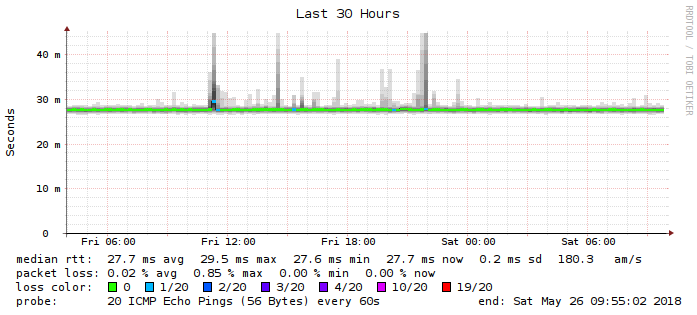 Last 30 Hours
RRDTOOL / TOBI OETIKER
Seconds
40 m
30 m
20 m
10 m
0
Fri 06:00 Fri 12:00 Fri 18:00 Sat 00:00 Sat 06:00
median rtt: 27.7 ms avg 29.5 ms max 27.6 ms min 27.7 ms now 0.2 ms sd 180.3 am/s
packet loss: 0.02 % avg 0.85 % max 0.00 % min 0.00 % now
loss color: 0 1/20 2/20 3/20 4/20 10/20 19/20
probe: 20 ICMP Echo Pings (56 Bytes) every 60s end: Sat May 26 09:55:02 2018